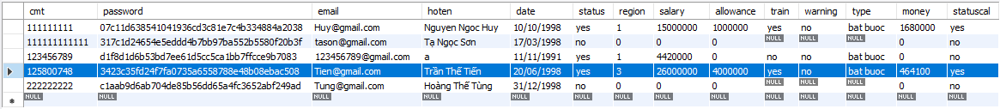 cmt password email hoten date status region salary allowance train warning type money statuscal
111111111 07c11d638541041936cd3c81e7c4b334884a2038 Huy@gmail.com Nguyen Ngoc Huy 10/10/1998 yes 1 15000000 1000000 yes no bat buoc 1680000 yes
111111111111 317c1d24654e5eddd4b7bb97ba552b5580f20b3f tason@gmail.com Tạ Ngọc Sơn 17/03/1998 no 0 0 0 NULL NULL NULL 0 no
123456789 d1f8d1d6b53bd7ee61d5cc5ca1bb7ffcce9b7083 123456789@gmail.com a 11/11/1991 yes 1 4420000 0 yes no bat buoc 0 no
125800748 3423c35fd24f7fa0735a6558788e48b08ebac508 Tien@gmail.com Trần Thế Tiến 20/06/1998 yes 3 26000000 4000000 yes no bat buoc 464100 yes
222222222 c1aab9d6ab704de85b56dd65a4fc3652abf249ad Tung@gmail.com Hoàng Thế Tùng 31/12/1998 no 0 0 0 NULL NULL NULL 0 no
NULL NULL NULL NULL NULL NULL NULL NULL NULL NULL NULL NULL NULL NULL